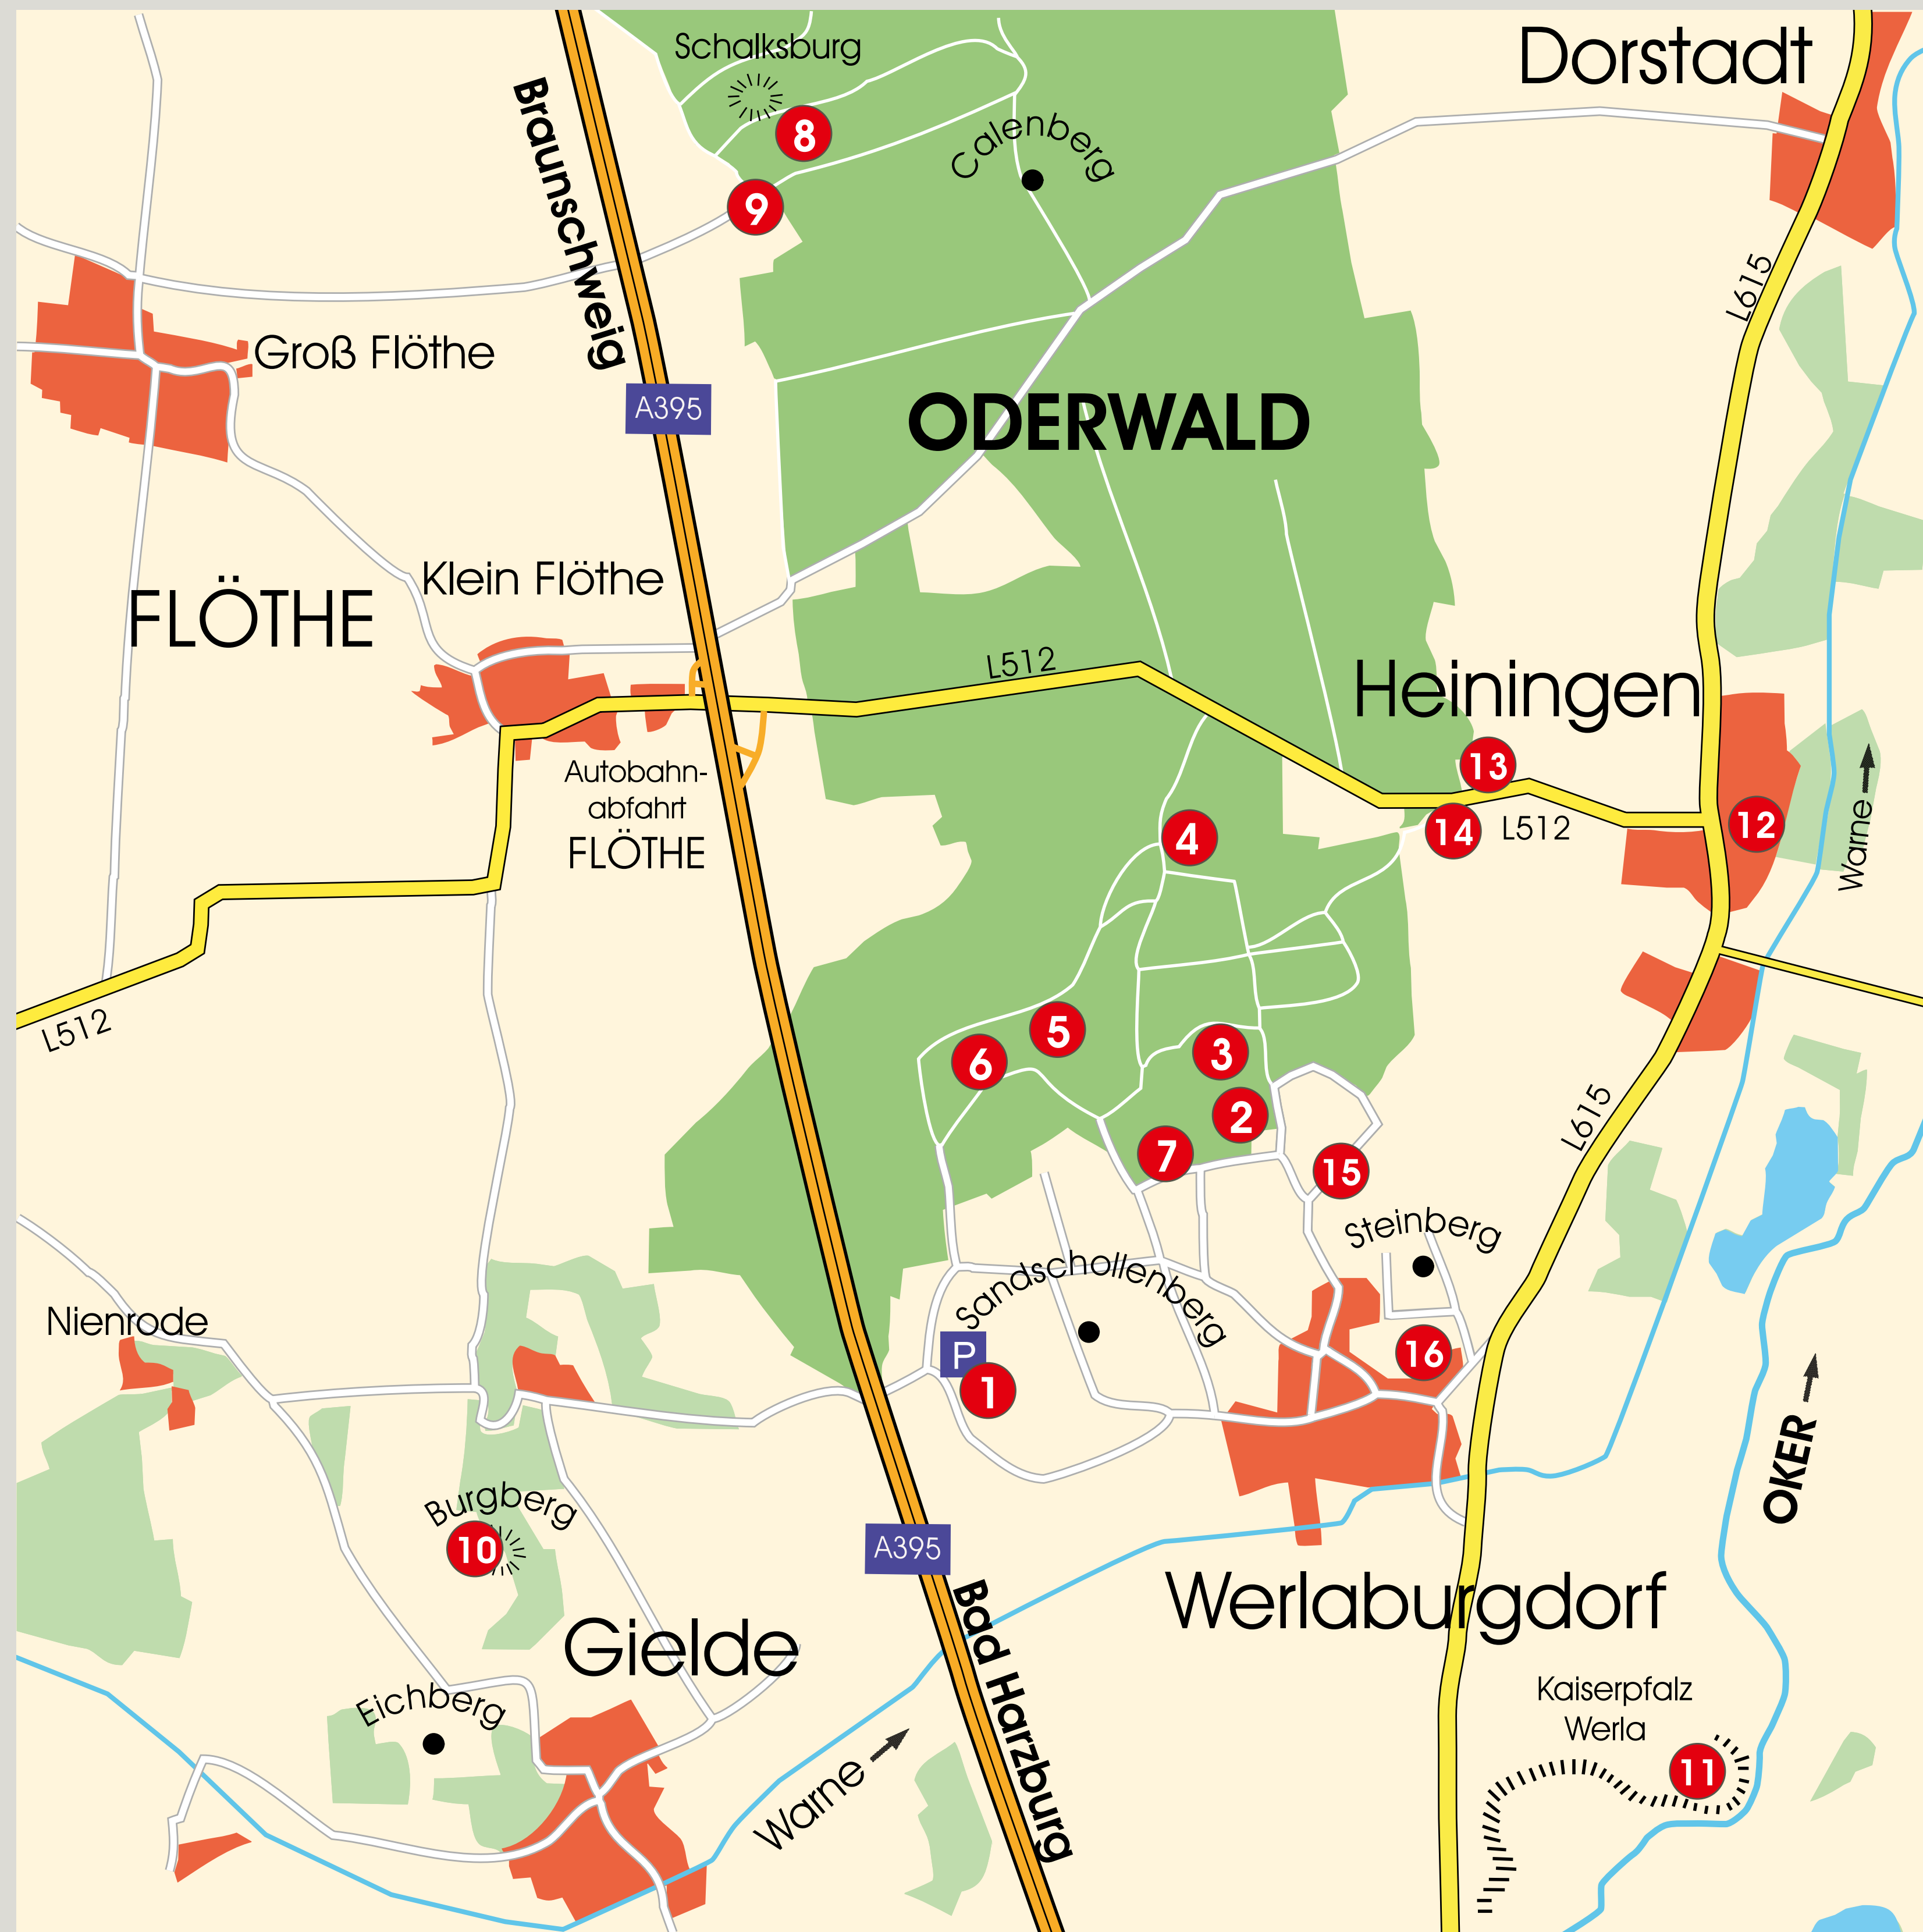 Schalksburg
Dorstadt
8
Calenberg
Braunschweig
9
L615
Groß Flöthe
A395
ODERWALD
Klein Flöthe
FLÖTHE
L512
Heiningen
13
Autobahn-
abfahrt
FLÖTHE
4
14
L512
12
Warne
L512
5
3
6
2
L615
7
15
Steinberg
Sandschollenberg
Nienrode
P
1
16
OKER
Burgberg
10
A395
Werlaburgdorf
Gielde
Bad Harzburg
Eichberg
Kaiserpfalz
Werla
11
Warne